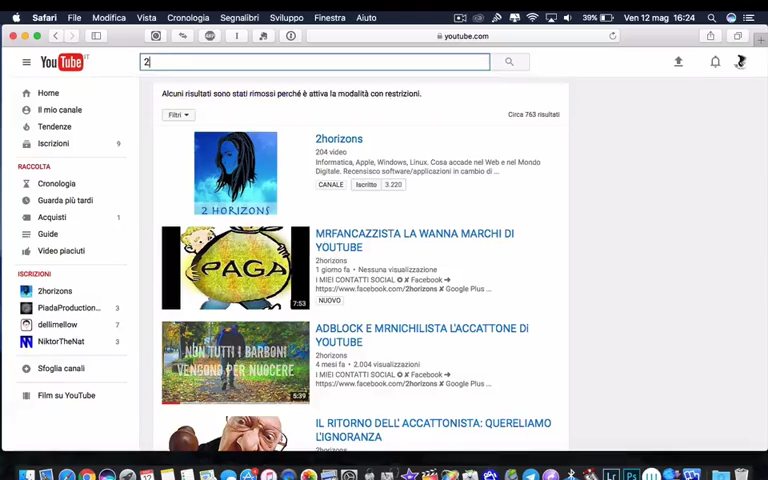 Safari File Modifica Vista Cronologia Segnalibri Sviluppo Finestra Aiuto 39% Ven 12 mag 16:24
youtube.com
YouTube IT
2
Alcuni risultati sono stati rimossi perché è attiva la modalità con restrizioni.
Filtri
Circa 763 risultati
Home
Il mio canale
Tendenze
Iscrizioni 9
RACCOLTA
Cronologia
Guarda più tardi
Acquisti 1
Guide
Video piaciuti
ISCRIZIONI
2horizons
PiadaProduction... 3
dellimellow 7
NiktorTheNat 3
Sfoglia canali
Film su YouTube
2 HORIZONS
2horizons
204 video
Informatica, Apple, Windows, Linux. Cosa accade nel Web e nel Mondo
Digitale. Recensisco software/applicazioni in cambio di ...
CANALE Iscritto 3.220
PAGA
7:53
MRFANCAZZISTA LA WANNA MARCHI DI
YOUTUBE
2horizons
1 giorno fa • Nessuna visualizzazione
I MIEI CONTATTI SOCIAL ✪ ✘ Facebook ➜
https://www.facebook.com/2horizons ✘ Google Plus ...
NUOVO
NON TUTTI I BARBONI
VENGONO PER NUOCERE
5:39
ADBLOCK E MRNICHILISTA L'ACCATTONE Di
YOUTUBE
2horizons
4 mesi fa • 2.004 visualizzazioni
I MIEI CONTATTI SOCIAL ✪ ✘ Facebook ➜
https://www.facebook.com/2horizons ✘ Google Plus ...
IL RITORNO DELL' ACCATTONISTA: QUERELIAMO
L'IGNORANZA
2horizons